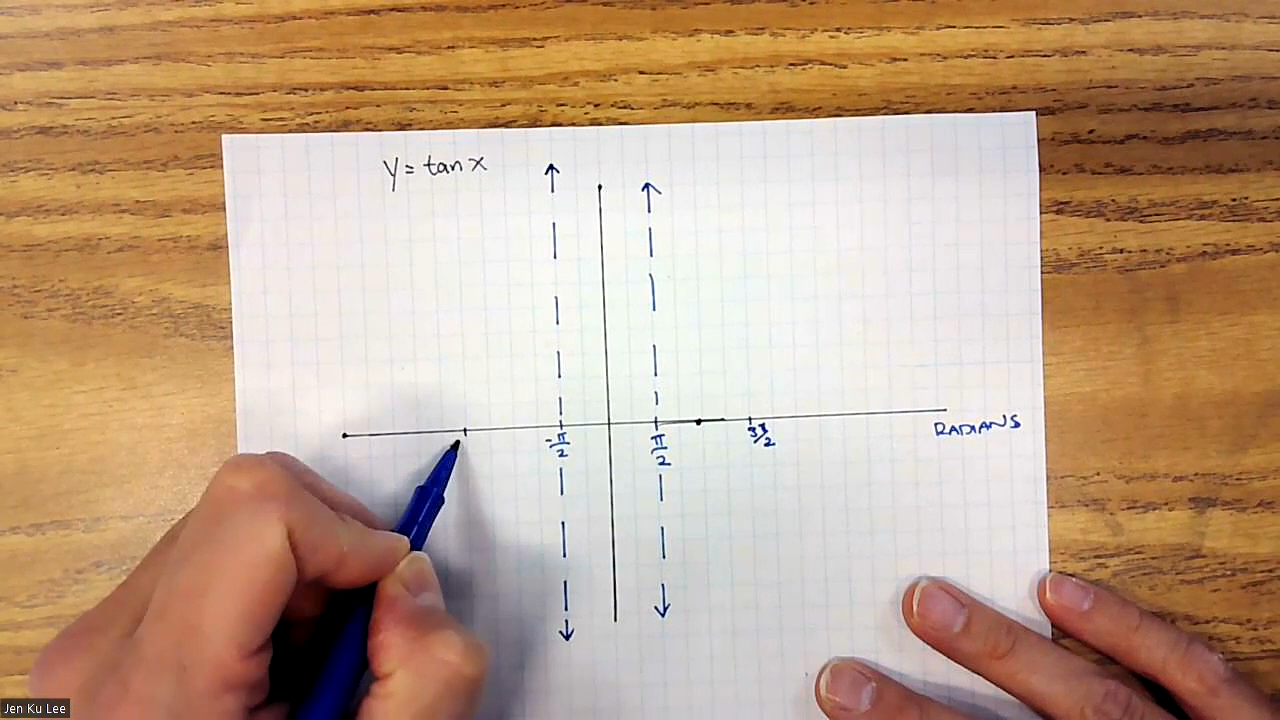 y = tan x
-π/2
π/2
3π/2
RADIANS
Jen Ku Lee